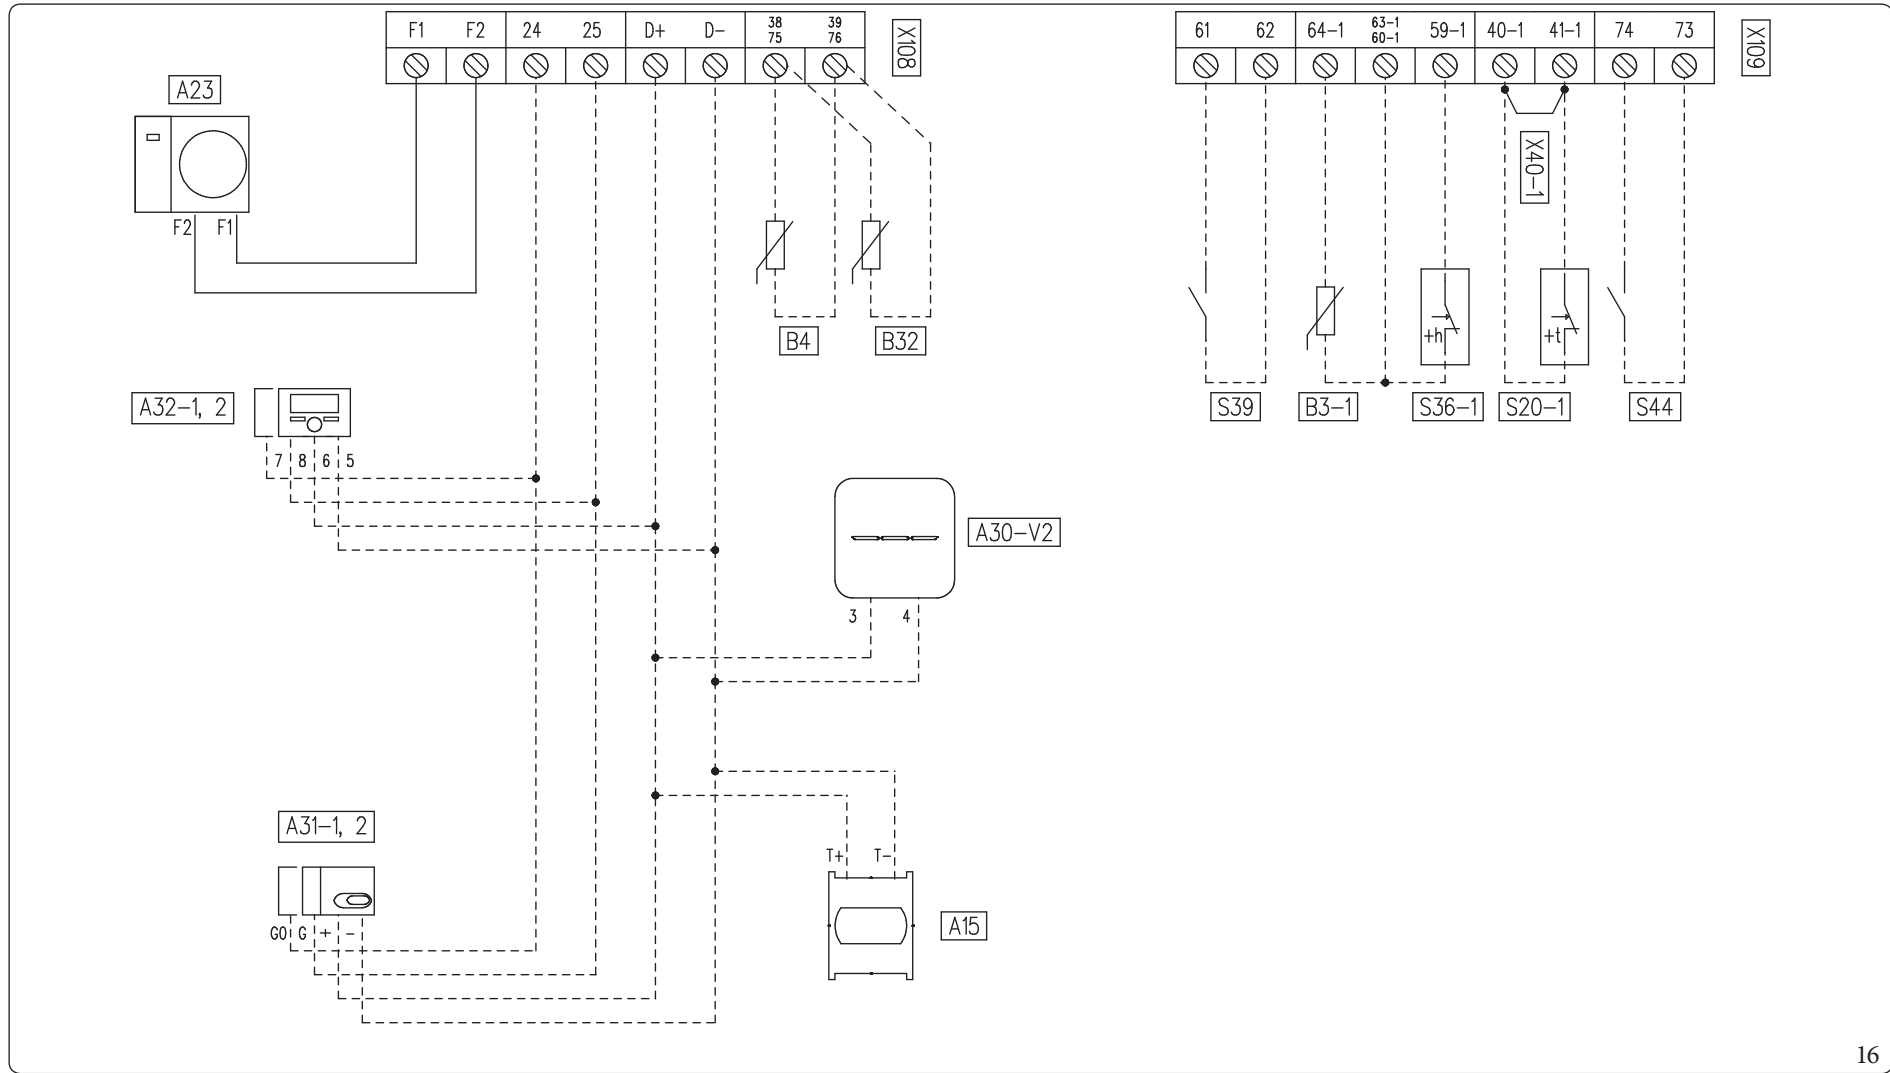 F1 F2 24 25 D+ D- 38 39
75 76
X108
61 62 64-1 63-1 59-1 40-1 41-1 74 73
60-1
X109
A23
F2 F1
X40-1
B4 B32
A32-1, 2
7 8 6 5
+h +t
S39 B3-1 S36-1 S20-1 S44
A30-V2
3 4
A31-1, 2
G0 G + -
T+ T-
A15
16